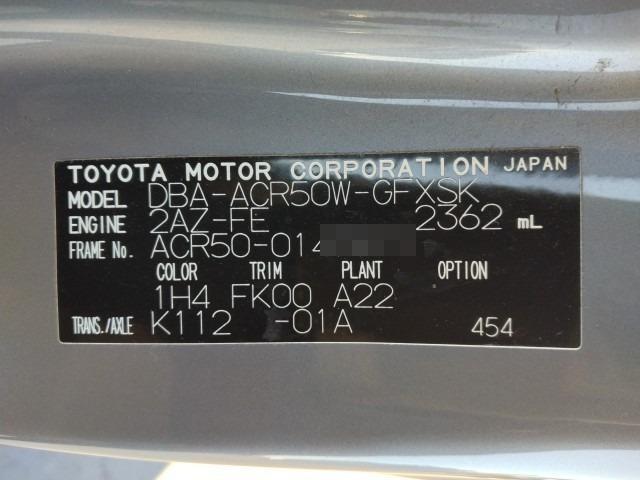 TOYOTA MOTOR CORPORATION JAPAN
MODEL DBA-ACR50W-GFXSK
ENGINE 2AZ-FE 2362 mL
FRAME No. ACR50-014
COLOR TRIM PLANT OPTION
1H4 FK00 A22
TRANS./AXLE K112 -01A 454